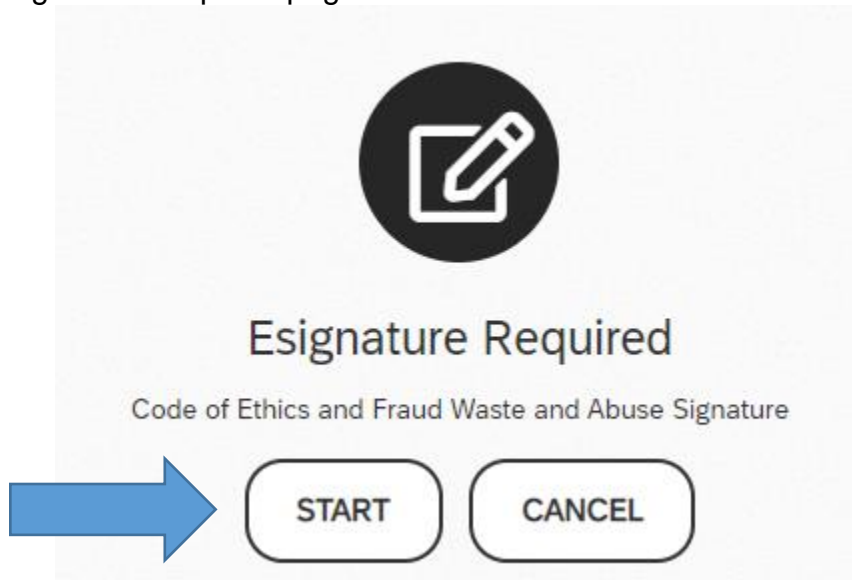 Esignature Required
Code of Ethics and Fraud Waste and Abuse Signature
START CANCEL